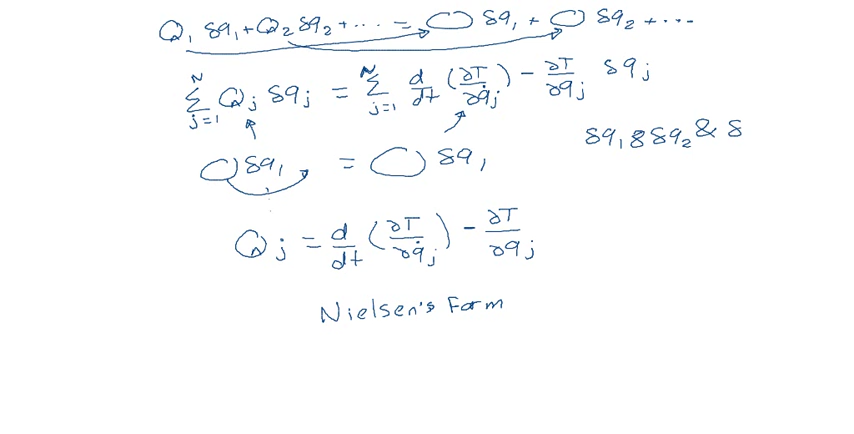 Q₁ δq₁ + Q₂ δq₂ + ... = ◯ δq₁ + ◯ δq₂ + ...
N Σ j=1 Qⱼ δqⱼ = N Σ j=1 d/dt (∂T/∂q̇ⱼ) - ∂T/∂qⱼ δqⱼ
δq₁ & δq₂ & δ
◯ δq₁ = ◯ δq₁
Qⱼ = d/dt (∂T/∂q̇ⱼ) - ∂T/∂qⱼ
Nielsen's Form